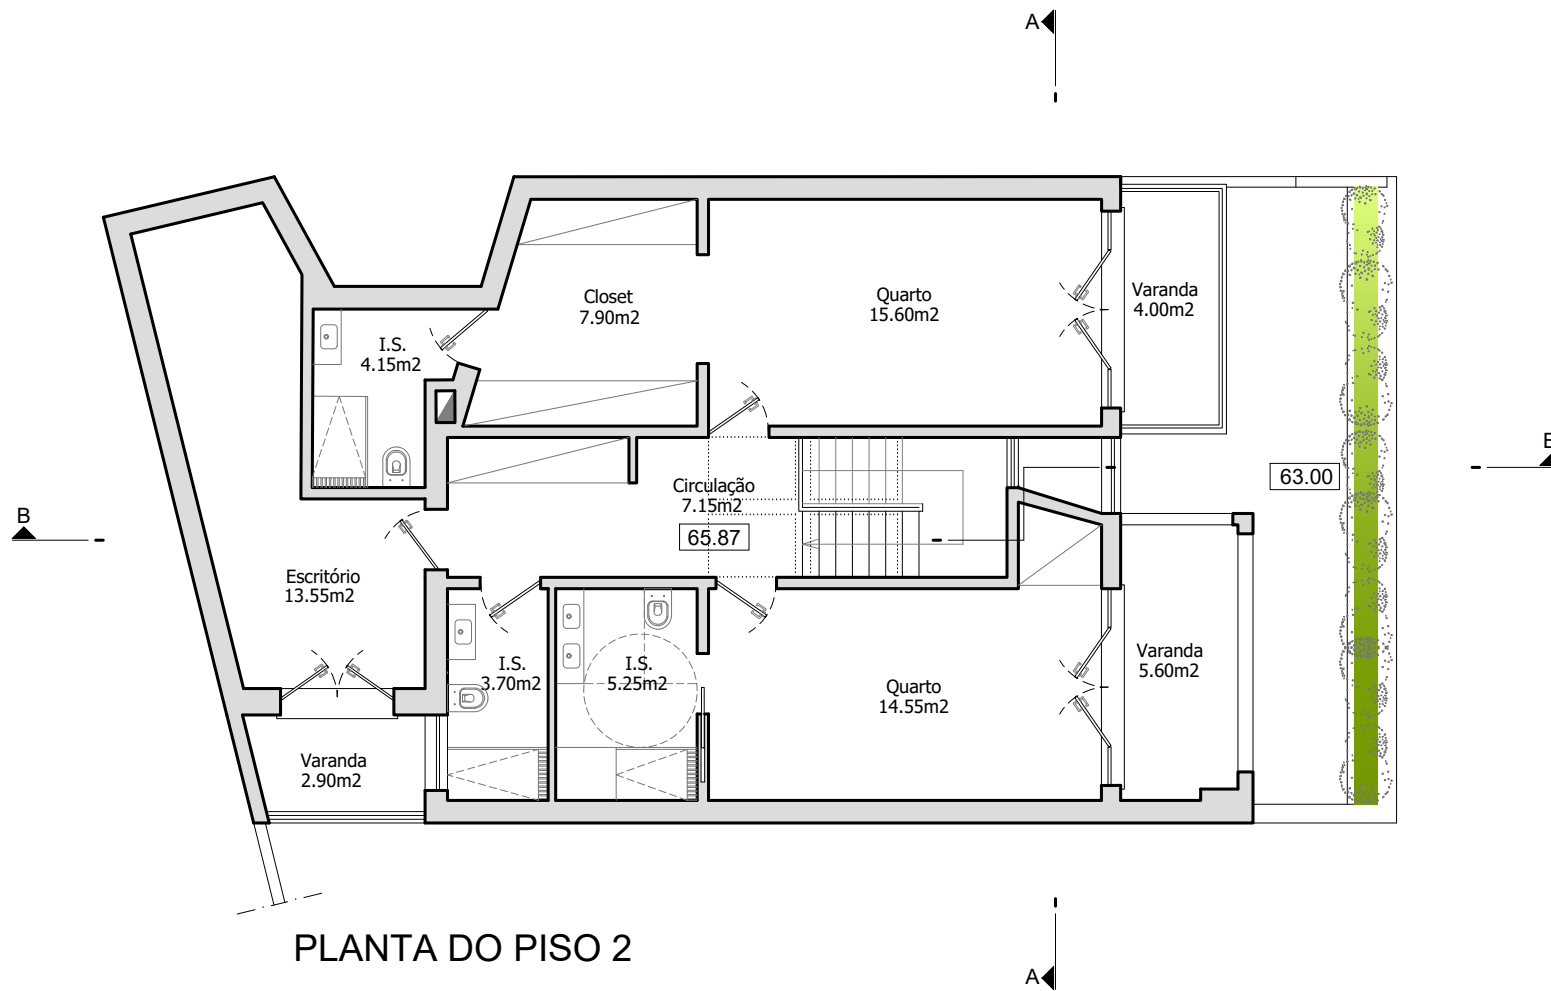 A
Closet
7.90m2
Quarto
15.60m2
Varanda
4.00m2
I.S.
4.15m2
Circulação
7.15m2
65.87
63.00
B
B
Escritório
13.55m2
I.S.
3.70m2
I.S.
5.25m2
Quarto
14.55m2
Varanda
5.60m2
Varanda
2.90m2
PLANTA DO PISO 2
A